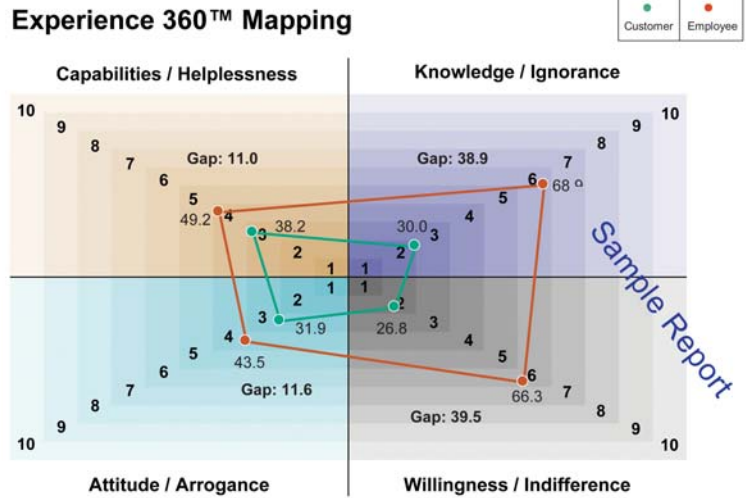 Experience 360™ Mapping
Customer Employee
Capabilities / Helplessness
Knowledge / Ignorance
10 10
9 9
8 8
7 Gap: 11.0 Gap: 38.9 7
6 6
5 5
49.2 4 4 68.9
3 38.2 30.0 3
2 2
1 1
1 1
2 2
3 31.9 26.8 3
4 4
43.5
5 5
6 6
66.3
7 Gap: 11.6 7
8 Gap: 39.5 8
9 9
10 10
Sample Report
Attitude / Arrogance
Willingness / Indifference